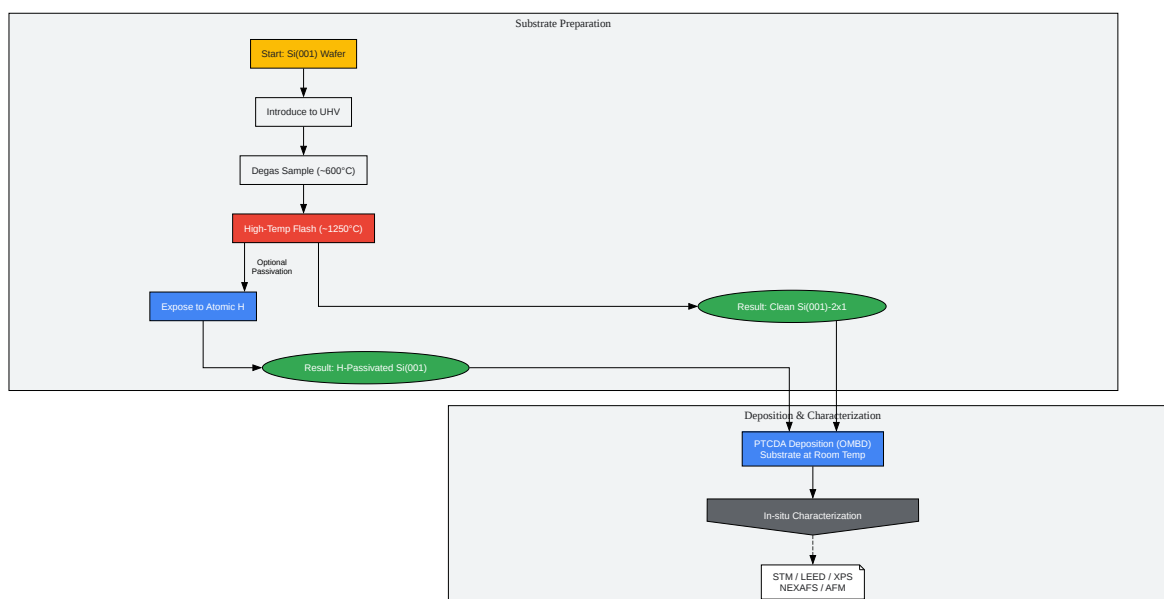 Substrate Preparation
Start: Si(001) Wafer
Introduce to UHV
Degas Sample (~600°C)
High-Temp Flash (~1250°C)
Optional
Passivation
Expose to Atomic H
Result: Clean Si(001)-2x1
Result: H-Passivated Si(001)
Deposition & Characterization
PTCDA Deposition (OMBD)
Substrate at Room Temp
In-situ Characterization
STM / LEED / XPS
NEXAFS / AFM